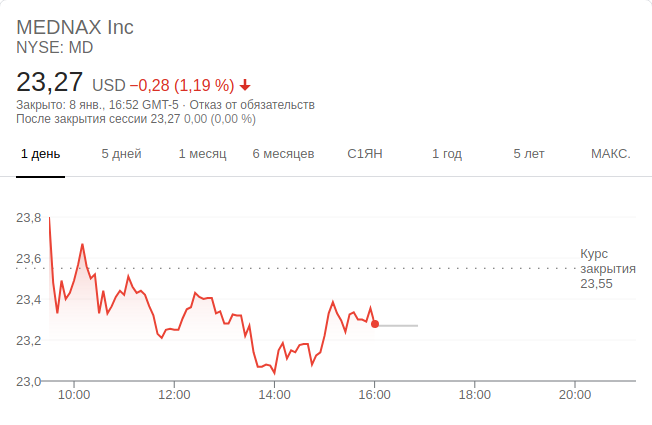 MEDNAX Inc
NYSE: MD
23,27 USD −0,28 (1,19 %)
Закрыто: 8 янв., 16:52 GMT-5 · Отказ от обязательств
После закрытия сессии 23,27 0,00 (0,00 %)
1 день 5 дней 1 месяц 6 месяцев С1ЯН 1 год 5 лет МАКС.
23,8
23,6
23,4
23,2
23,0
Курс
закрытия
23,55
10:00 12:00 14:00 16:00 18:00 20:00